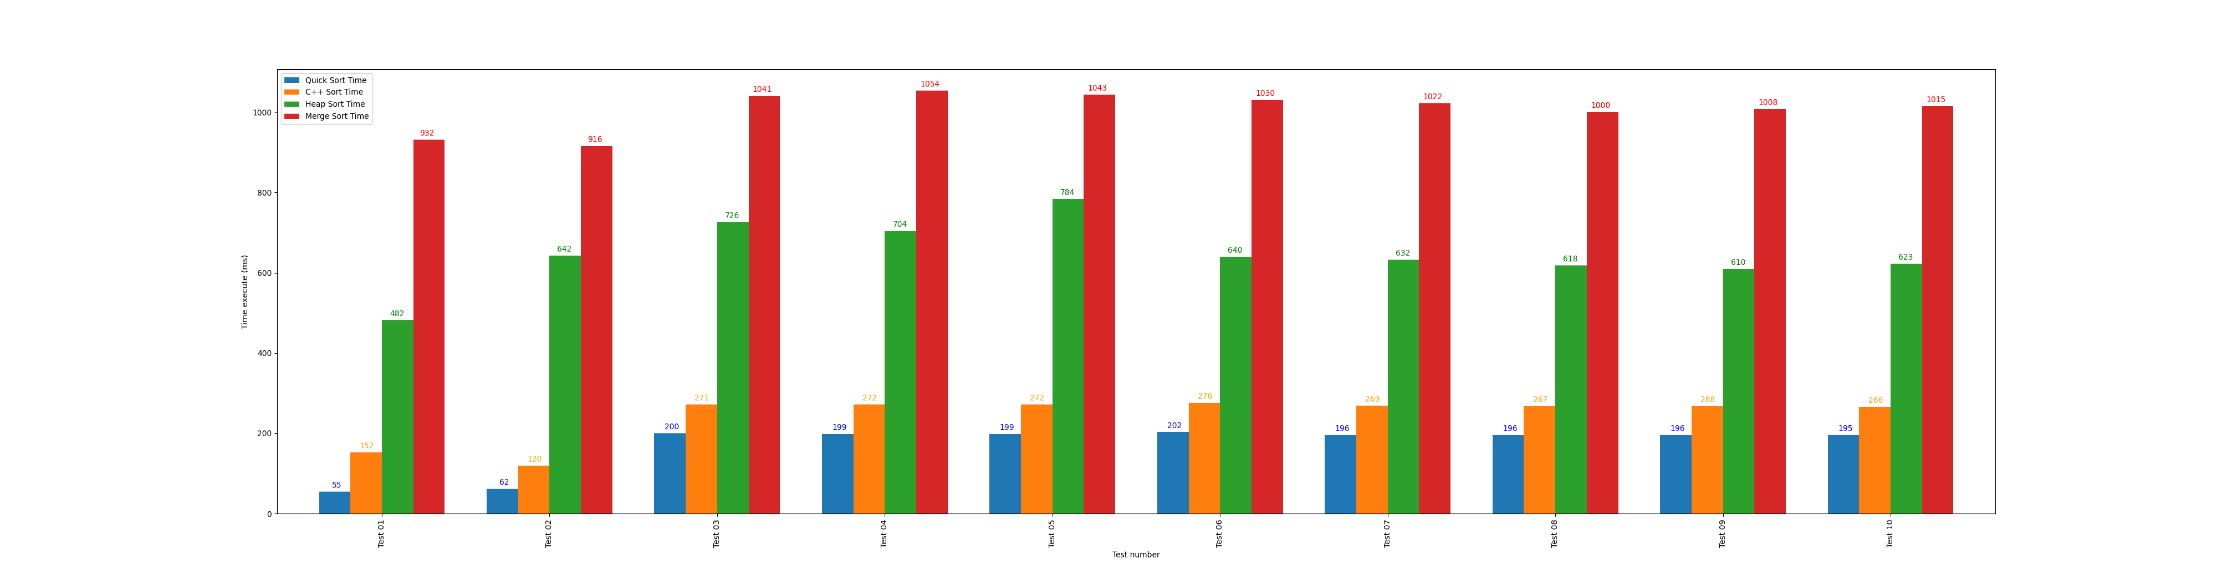 Quick Sort Time
C++ Sort Time
Heap Sort Time
Merge Sort Time
Time execute (ms)
1000
800
600
400
200
0
55
152
482
932
62
120
642
916
200
271
726
1041
199
272
704
1054
199
272
784
1043
202
276
640
1030
196
269
632
1022
196
267
618
1000
196
268
610
1008
195
266
623
1015
Test 01
Test 02
Test 03
Test 04
Test 05
Test 06
Test 07
Test 08
Test 09
Test 10
Test number